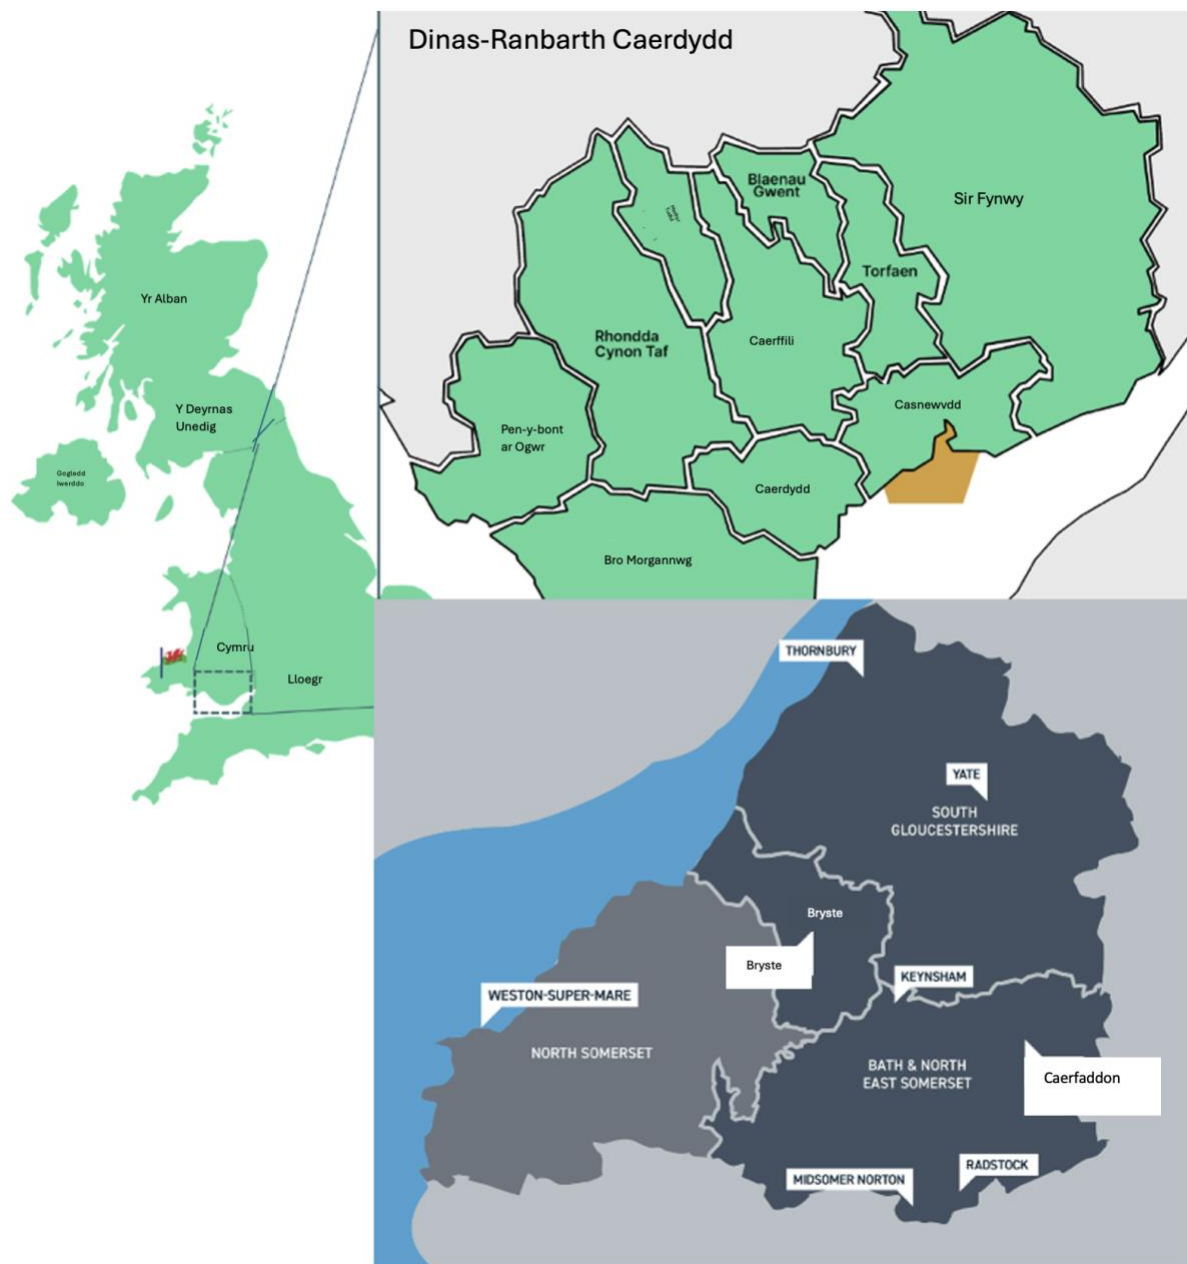 Dinas-Ranbarth Caerdydd
Blaenau
Gwent
Sir Fynwy
Torfaen
Rhondda
Cynon Taf
Caerffili
Casnewvdd
Pen-y-bont
ar Ogwr
Caerdydd
Bro Morgannwg
Yr Alban
Y Deyrnas
Unedig
Gogledd
Iwerddo
Cymru
Lloegr
THORNBURY
YATE
SOUTH
GLOUCESTERSHIRE
Bryste
Bryste
KEYNSHAM
WESTON-SUPER-MARE
NORTH SOMERSET
BATH & NORTH
EAST SOMERSET
Caerfaddon
RADSTOCK
MIDSOMER NORTON